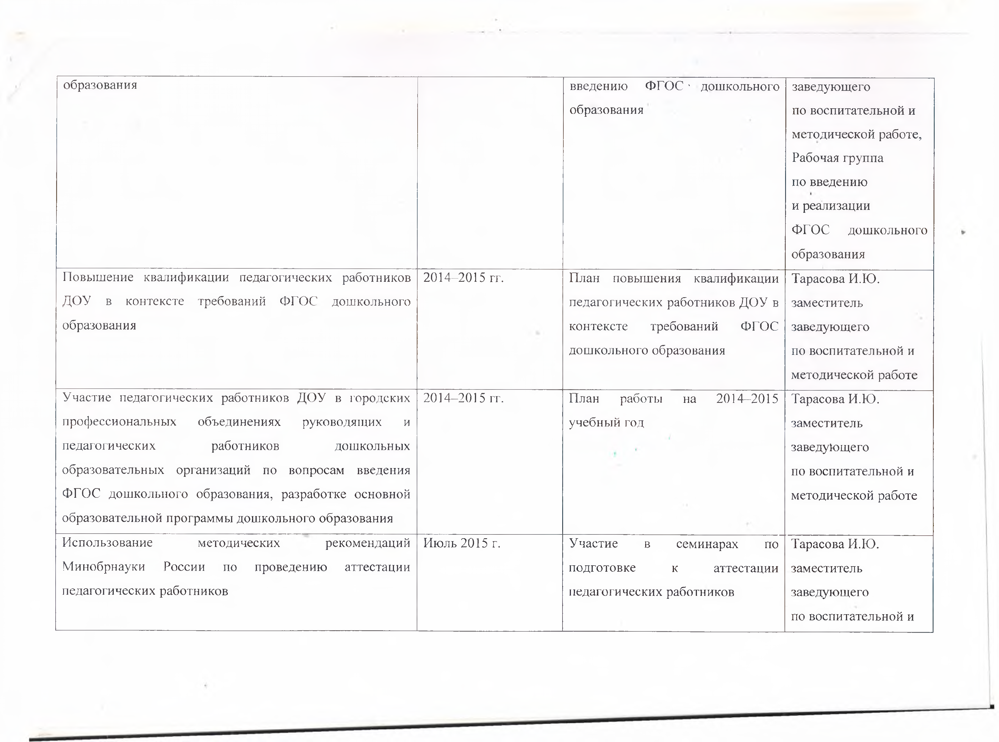 образования
введению ФГОС дошкольного
образования
заведующего
по воспитательной и
методической работе,
Рабочая группа
по введению
и реализации
ФГОС дошкольного
образования
Повышение квалификации педагогических работников
ДОУ в контексте требований ФГОС дошкольного
образования
2014–2015 гг.
План повышения квалификации
педагогических работников ДОУ в
контексте требований ФГОС
дошкольного образования
Тарасова И.Ю.
заместитель
заведующего
по воспитательной и
методической работе
Участие педагогических работников ДОУ в городских
профессиональных объединениях руководящих и
педагогических работников дошкольных
образовательных организаций по вопросам введения
ФГОС дошкольного образования, разработке основной
образовательной программы дошкольного образования
2014–2015 гг.
План работы на 2014–2015
учебный год
Тарасова И.Ю.
заместитель
заведующего
по воспитательной и
методической работе
Использование методических рекомендаций
Минобрнауки России по проведению аттестации
педагогических работников
Июль 2015 г.
Участие в семинарах по
подготовке к аттестации
педагогических работников
Тарасова И.Ю.
заместитель
заведующего
по воспитательной и